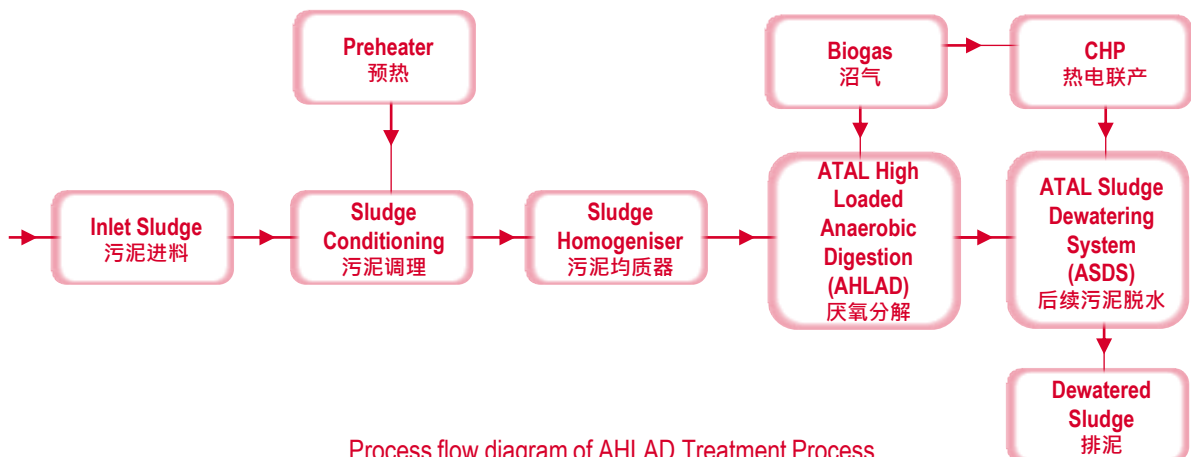 Preheater
预热
Biogas
沼气
CHP
热电联产
Inlet Sludge
污泥进料
Sludge
Conditioning
污泥调理
Sludge
Homogeniser
污泥均质器
ATAL High
Loaded
Anaerobic
Digestion
(AHLAD)
厌氧分解
ATAL Sludge
Dewatering
System
(ASDS)
后续污泥脱水
Dewatered
Sludge
排泥
Process flow diagram of AHLAD Treatment Process